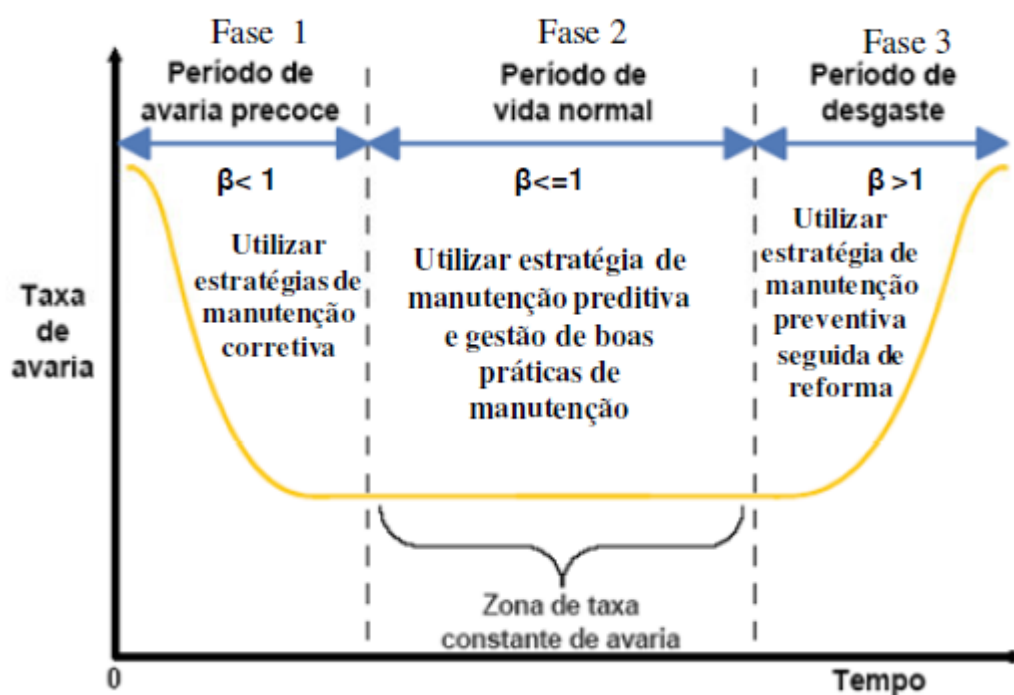 Fase 1
Período de
avaria precoce
β< 1
Utilizar
estratégias de
manutenção
corretiva
Fase 2
Período de
vida normal
β<=1
Utilizar estratégia de
manutenção preditiva
e gestão de boas
práticas de
manutenção
Fase 3
Período de
desgaste
β >1
Utilizar
estratégia de
manutenção
preventiva
seguida de
reforma
Taxa
de
avaria
Zona de taxa
constante de avaria
0
Tempo